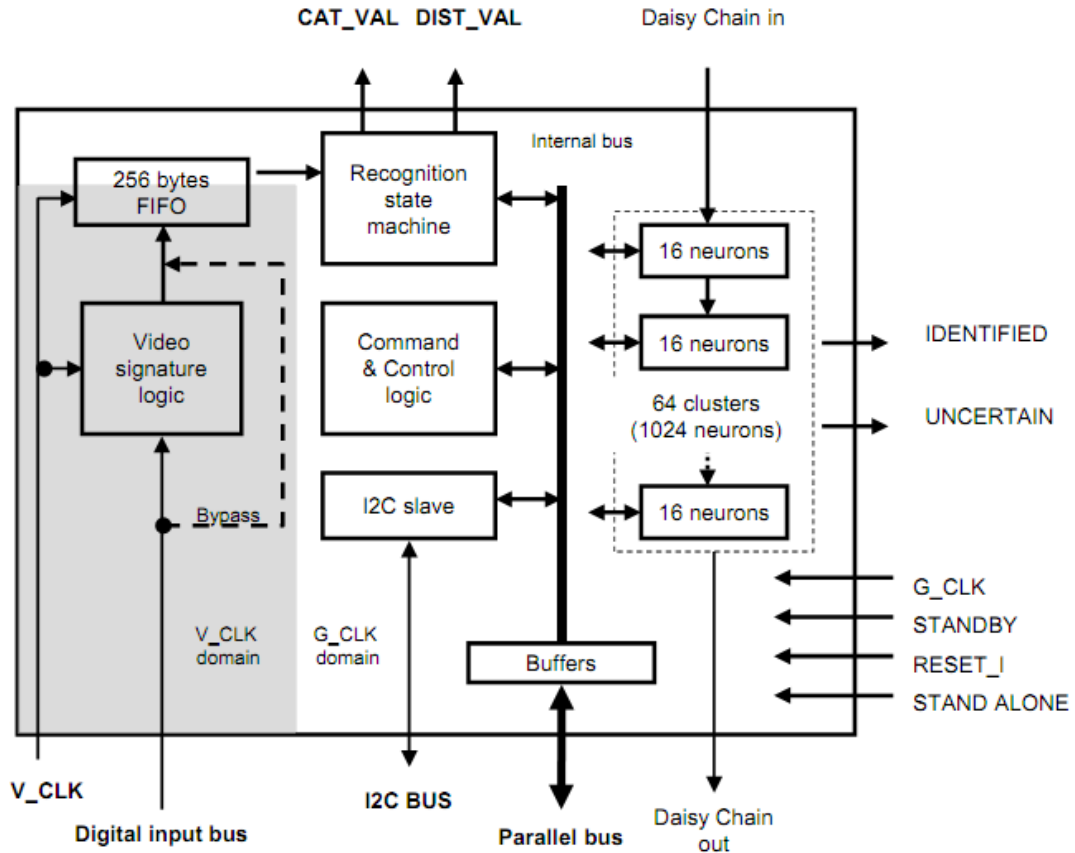 CAT_VAL DIST_VAL
Daisy Chain in
Internal bus
256 bytes
FIFO
Recognition
state
machine
16 neurons
Video
signature
logic
Command
& Control
logic
16 neurons
64 clusters
(1024 neurons)
IDENTIFIED
UNCERTAIN
Bypass
I2C slave
16 neurons
V_CLK
domain
G_CLK
domain
Buffers
G_CLK
STANDBY
RESET_I
STAND ALONE
V_CLK
Digital input bus
I2C BUS
Parallel bus
Daisy Chain
out